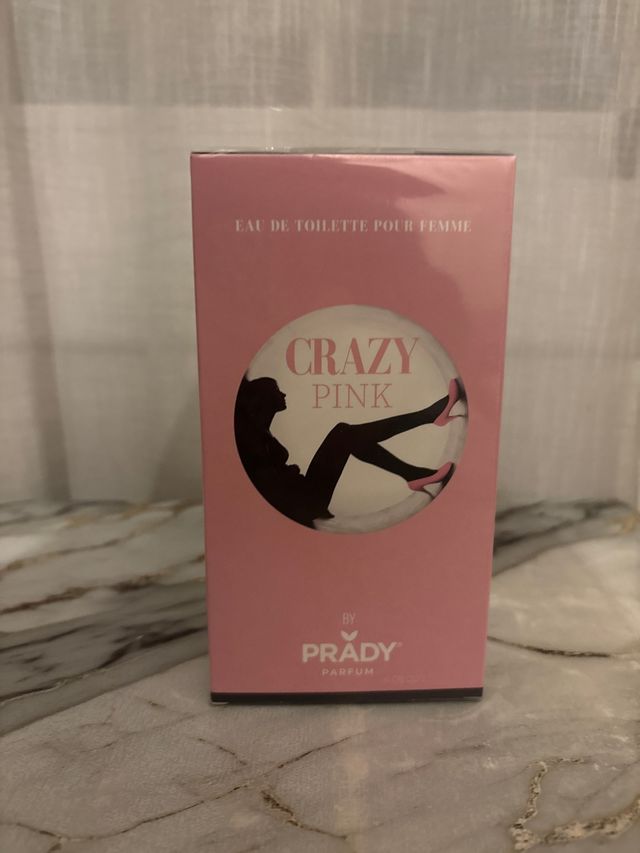 EAU DE TOILETTE POUR FEMME
CRAZY
PINK
BY
PRADY®
PARFUM